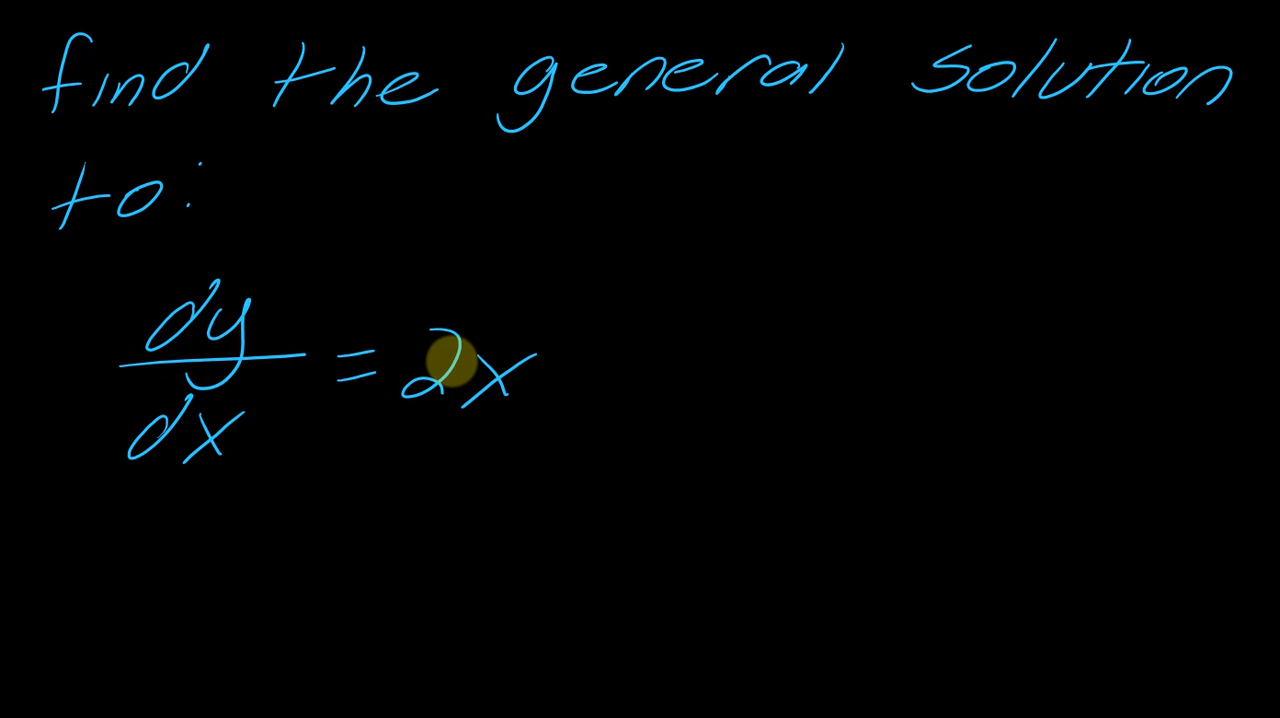 find the general solution
to:
dy/dx = 2x